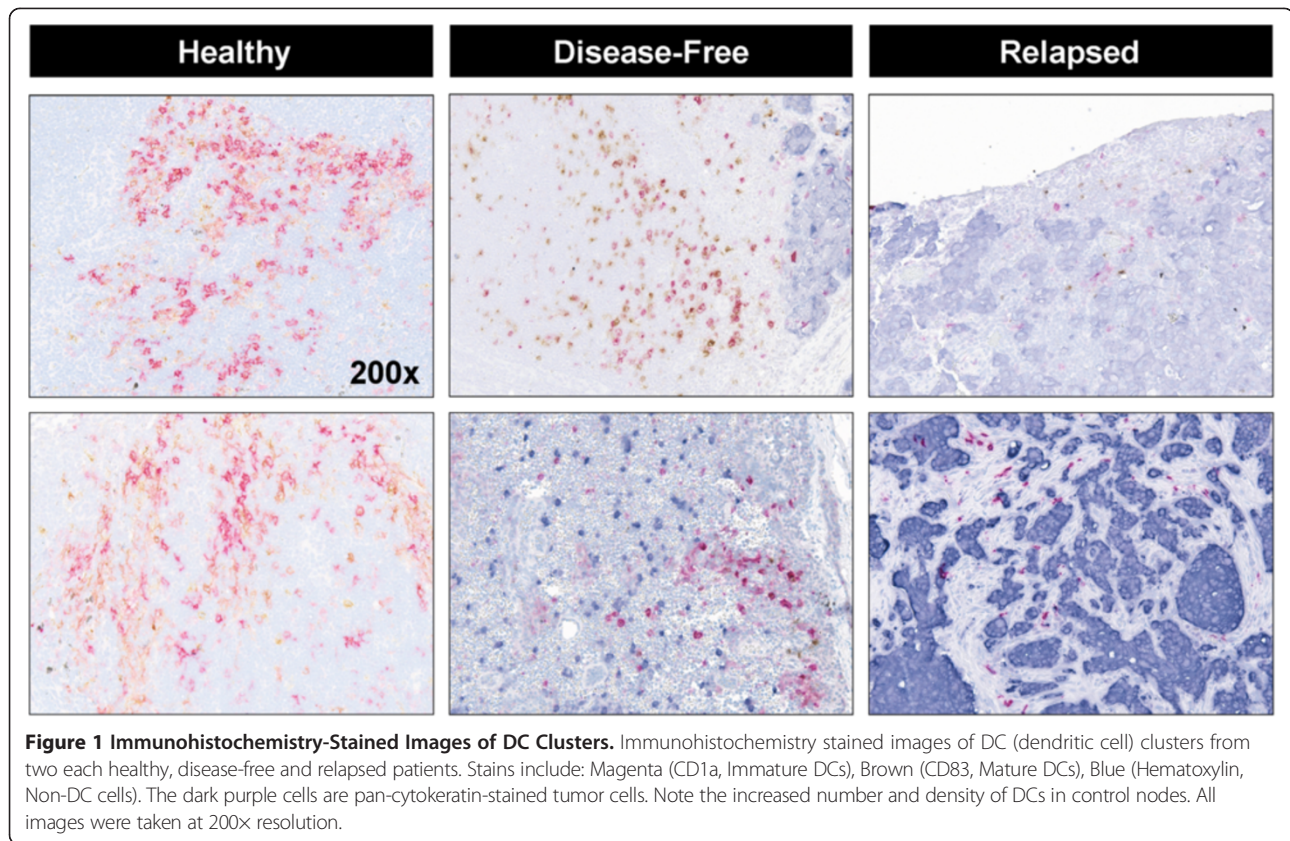 Healthy
Disease-Free
Relapsed
200x
Figure 1 Immunohistochemistry-Stained Images of DC Clusters. Immunohistochemistry stained images of DC (dendritic cell) clusters from
two each healthy, disease-free and relapsed patients. Stains include: Magenta (CD1a, Immature DCs), Brown (CD83, Mature DCs), Blue (Hematoxylin,
Non-DC cells). The dark purple cells are pan-cytokeratin-stained tumor cells. Note the increased number and density of DCs in control nodes. All
images were taken at 200× resolution.